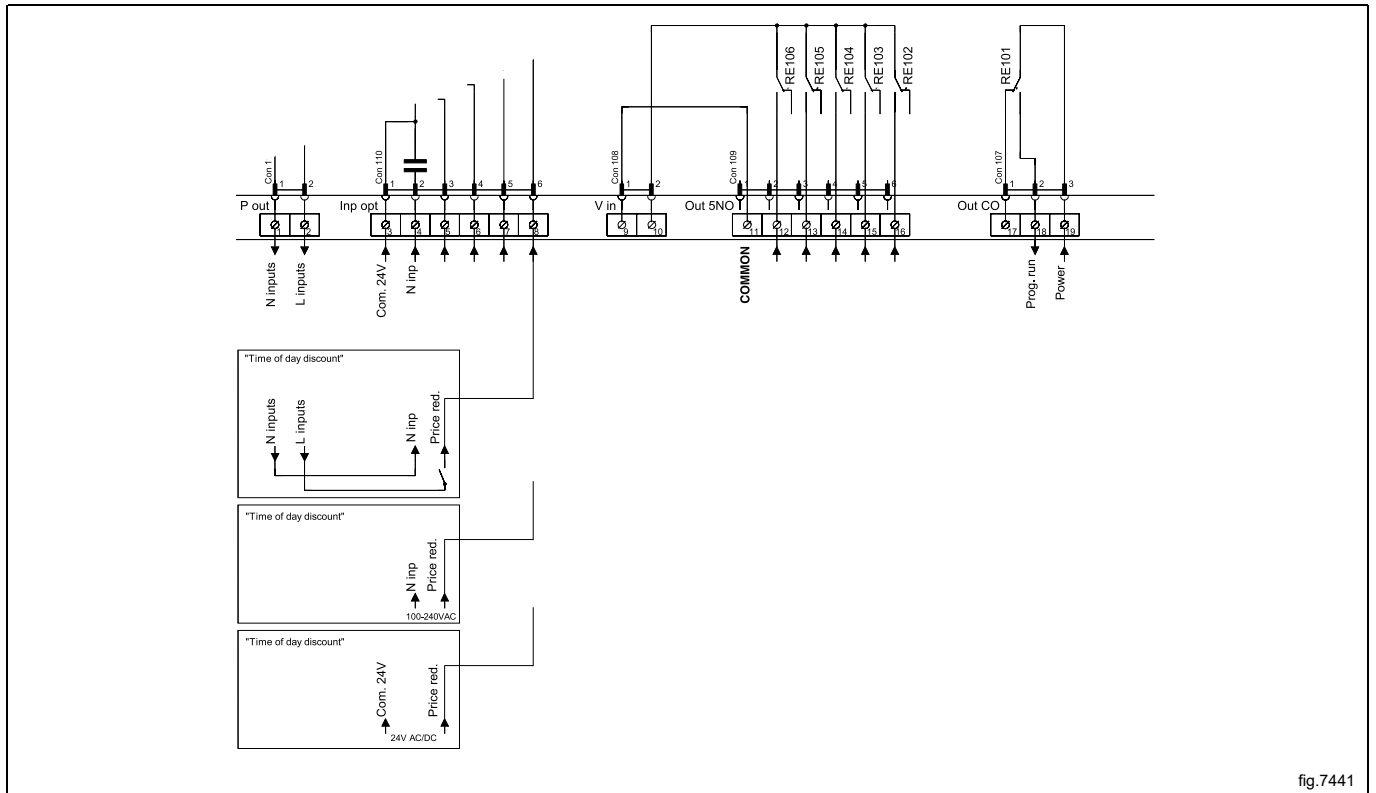 RE106
RE105
RE104
RE103
RE102
RE101
Con 1
Con 110
Con 108
Con 109
Con 107
1 2
1 2 3 4 5 6
1 2
1 2 3 4 5 6
1 2 3
P out
Inp opt
V in
Out 5NO
Out CO
1 2
3 4 5 6 7 8
9 10
11 12 13 14 15 16
17 18 19
N inputs
L inputs
Com. 24V
N inp
COMMON
Prog. run
Power
"Time of day discount"
N inputs
L inputs
N inp
Price red.
"Time of day discount"
N inp
Price red.
100-240VAC
"Time of day discount"
Com. 24V
Price red.
24V AC/DC
fig.7441